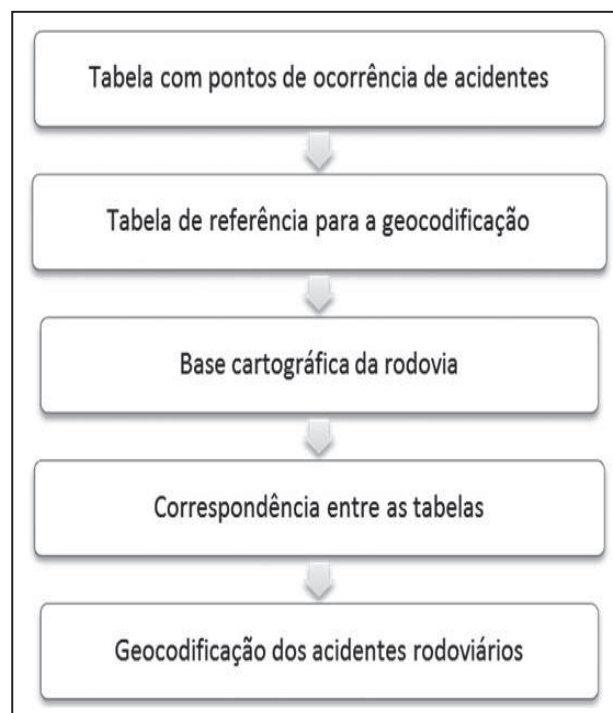 Tabela com pontos de ocorrência de acidentes
Tabela de referência para a geocodificação
Base cartográfica da rodovia
Correspondência entre as tabelas
Geocodificação dos acidentes rodoviários